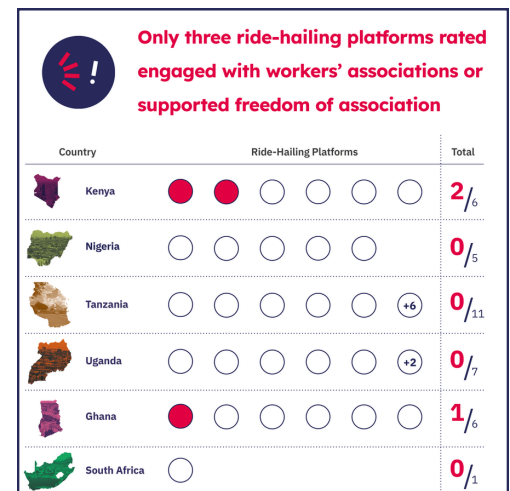 !
Only three ride-hailing platforms rated
engaged with workers’ associations or
supported freedom of association
Country Ride-Hailing Platforms Total
Kenya 2/6
Nigeria 0/5
Tanzania +6 0/11
Uganda +2 0/7
Ghana 1/6
South Africa 0/1